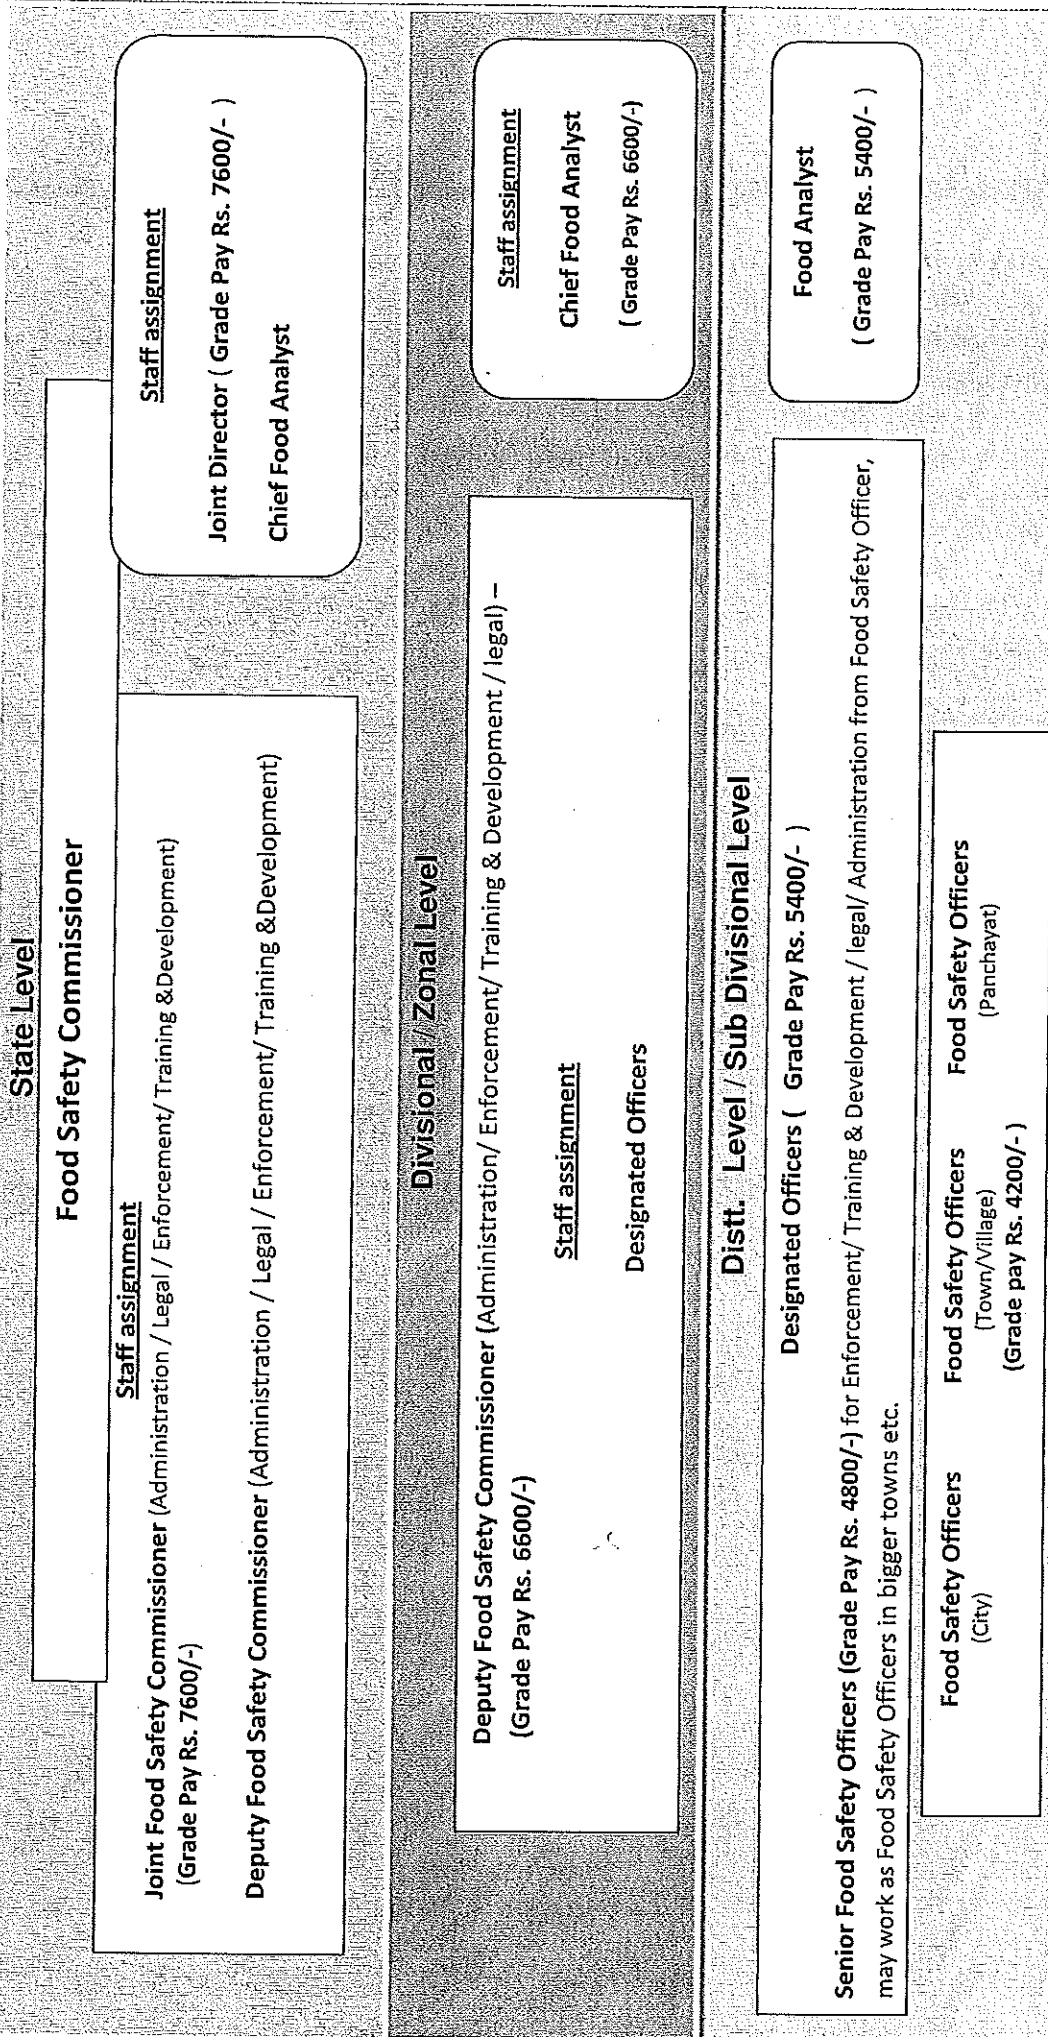 State Level
Food Safety Commissioner
Staff assignment
Joint Food Safety Commissioner (Administration / Legal / Enforcement/ Training &Development)
(Grade Pay Rs. 7600/-)
Deputy Food Safety Commissioner (Administration / Legal / Enforcement/ Training &Development)
Staff assignment
Joint Director ( Grade Pay Rs. 7600/- )
Chief Food Analyst
Divisional / Zonal Level
Deputy Food Safety Commissioner (Administration/ Enforcement/ Training & Development / legal) –
(Grade Pay Rs. 6600/-)
Staff assignment
Designated Officers
Staff assignment
Chief Food Analyst
( Grade Pay Rs. 6600/-)
Distt. Level / Sub Divisional Level
Designated Officers ( Grade Pay Rs. 5400/- )
Senior Food Safety Officers (Grade Pay Rs. 4800/-) for Enforcement/ Training & Development / legal/ Administration from Food Safety Officer,
may work as Food Safety Officers in bigger towns etc.
Food Analyst
( Grade Pay Rs. 5400/- )
Food Safety Officers
(City)
Food Safety Officers
(Town/Village)
(Grade pay Rs. 4200/- )
Food Safety Officers
(Panchayat)